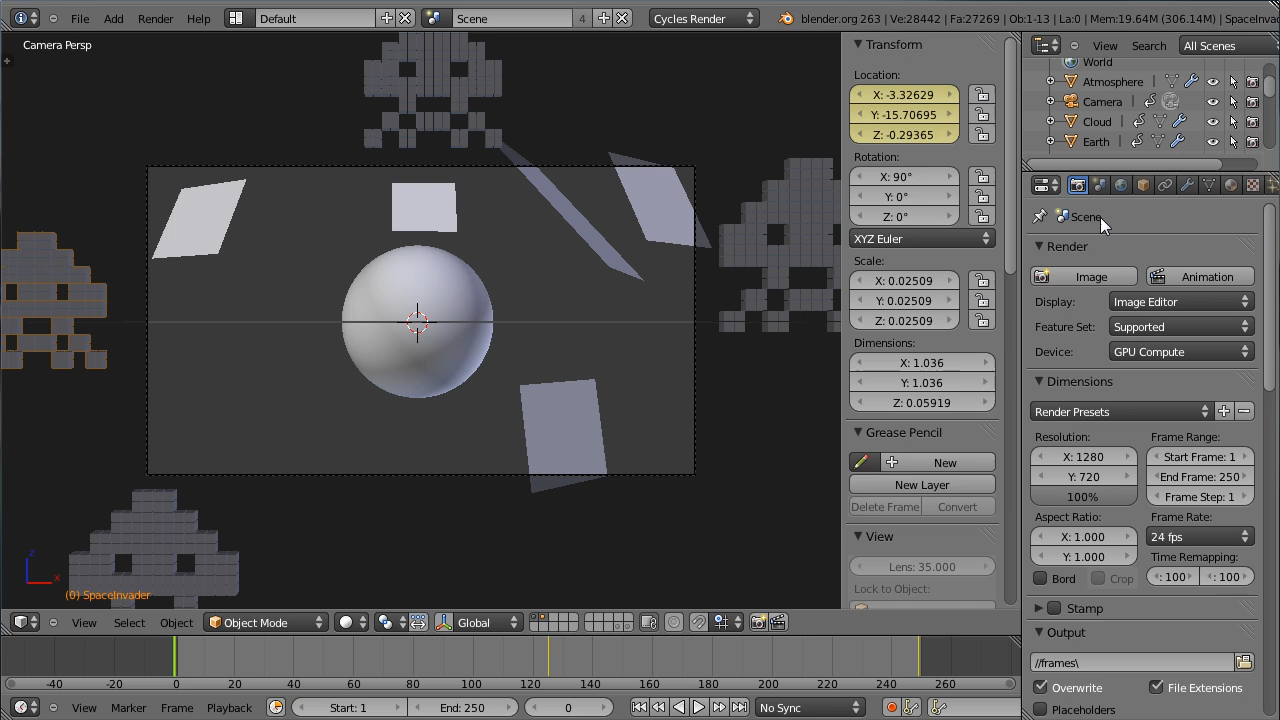 File Add Render Help Default Scene 4 Cycles Render blender.org 263 | Ve:28442 | Fa:27269 | Ob:1-13 | La:0 | Mem:19.64M (306.14M) | SpaceInva
Camera Persp
Transform
Location:
X: -3.32629
Y: -15.70695
Z: -0.29365
Rotation:
X: 90°
Y: 0°
Z: 0°
XYZ Euler
Scale:
X: 0.02509
Y: 0.02509
Z: 0.02509
Dimensions:
X: 1.036
Y: 1.036
Z: 0.05919
Grease Pencil
New
New Layer
Delete Frame Convert
View
Lens: 35.000
Lock to Object:
View Search All Scenes
World
Atmosphere
Camera
Cloud
Earth
Scene
Render
Image Animation
Display: Image Editor
Feature Set: Supported
Device: GPU Compute
Dimensions
Render Presets
Resolution: Frame Range:
X: 1280 Start Frame: 1
Y: 720 End Frame: 250
100% Frame Step: 1
Aspect Ratio: Frame Rate:
X: 1.000 24 fps
Y: 1.000 Time Remapping:
Bord Crop : 100 : 100
Stamp
Output
//frames\
Overwrite File Extensions
Placeholders
z
x
(0) SpaceInvader
View Select Object Object Mode Global
-40 -20 0 20 40 60 80 100 120 140 160 180 200 220 240 260
View Marker Frame Playback Start: 1 End: 250 0 No Sync